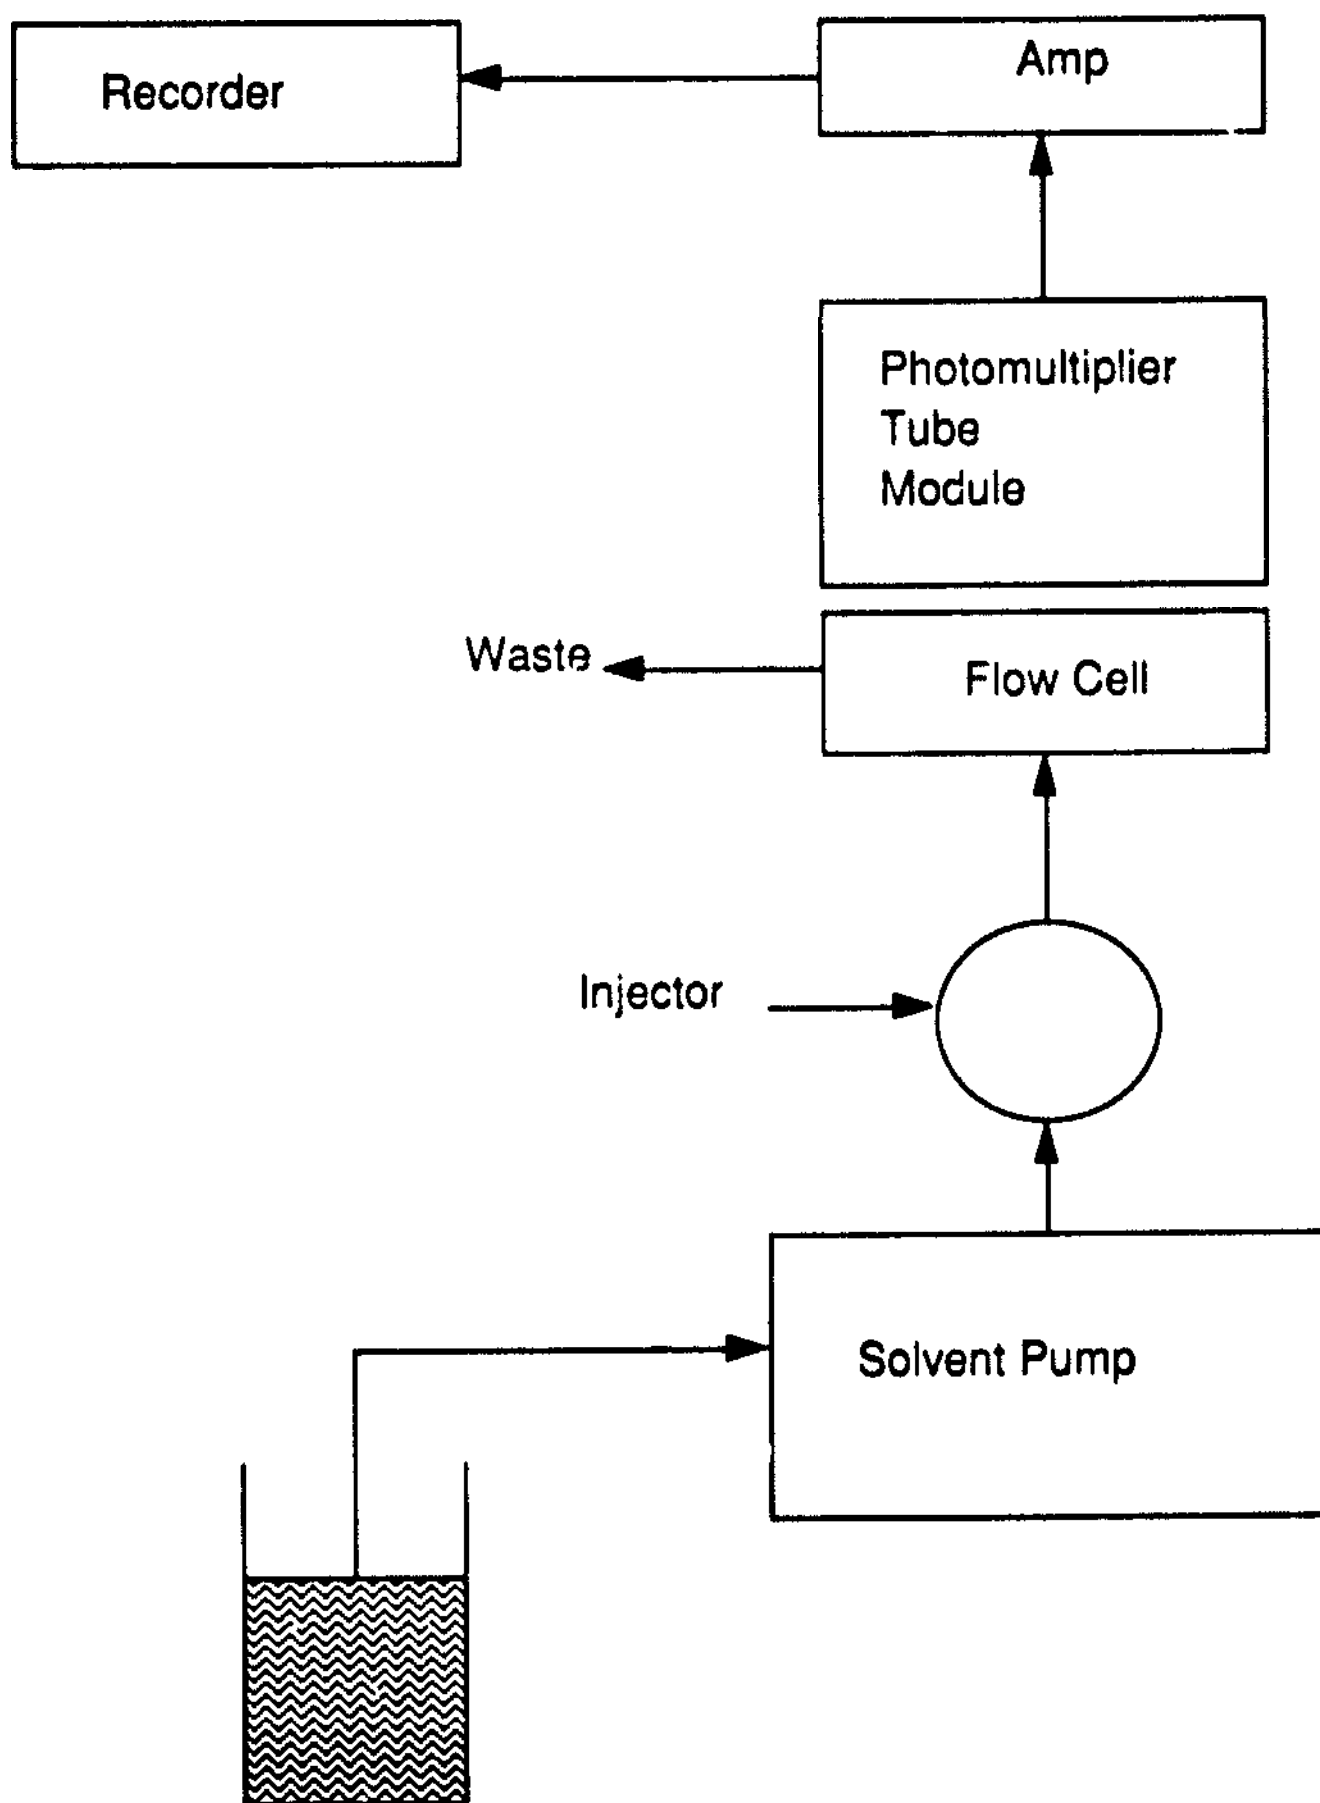 Recorder
Amp
Photomultiplier
Tube
Module
Waste
Flow Cell
Injector
Solvent Pump